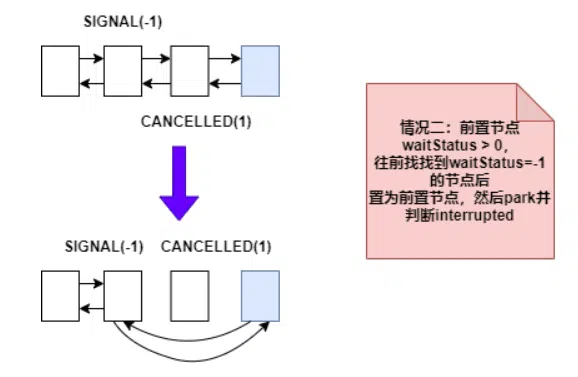 SIGNAL(-1)
CANCELLED(1)
情况二：前置节点
waitStatus > 0，
往前找找到waitStatus=-1
的节点后
置为前置节点，然后park并
判断interrupted
SIGNAL(-1) CANCELLED(1)